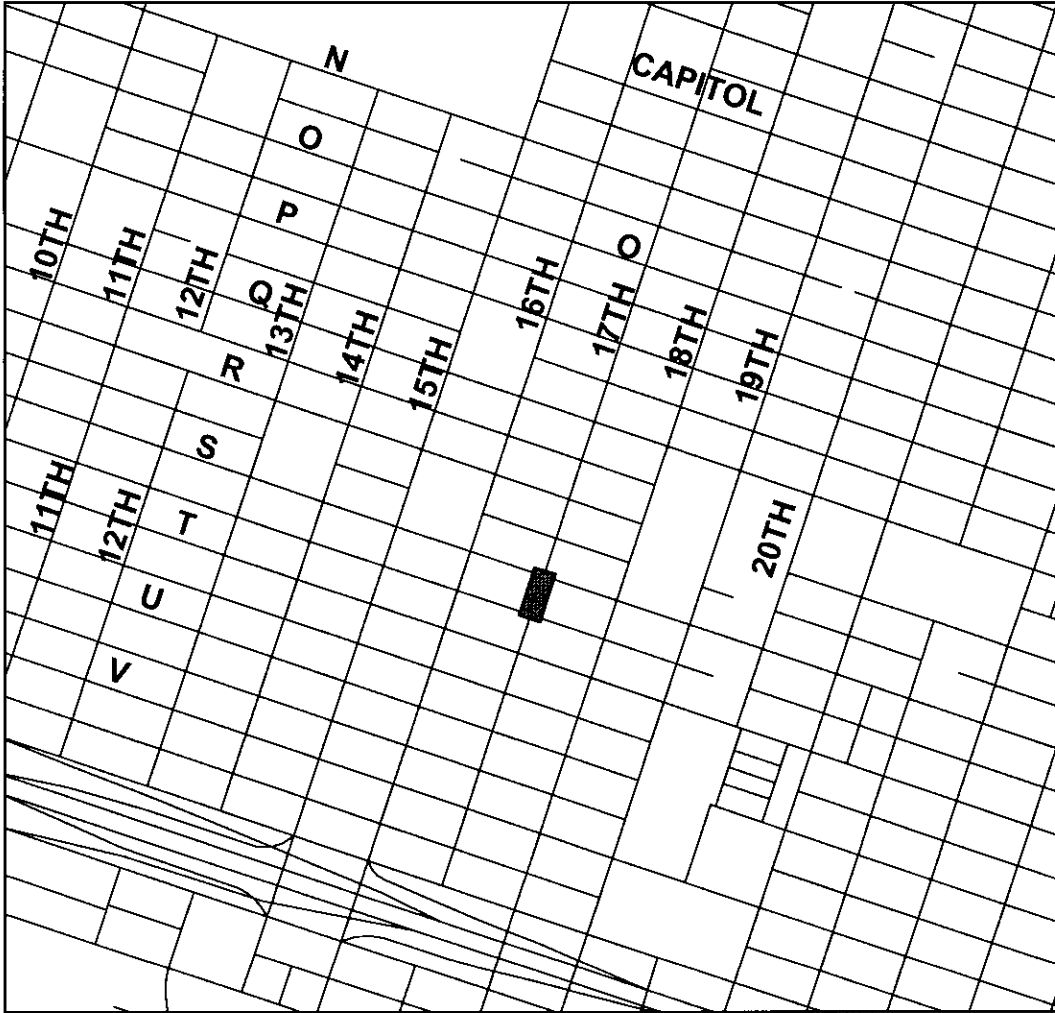 N
CAPITOL
O
P
O
10TH
11TH
12TH
Q
13TH
16TH
17TH
18TH
19TH
14TH
15TH
R
S
11TH
12TH
T
20TH
U
V